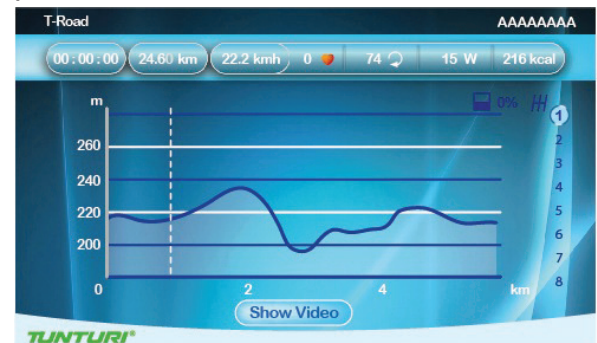 T-Road AAAAAAAA
00:00:00 24.60 km 22.2 kmh 0 74 15 W 216 kcal
m 0% 1
260 2
3
240 4
220 5
6
200 7
0 2 4 km 8
Show Video
TUNTURI®